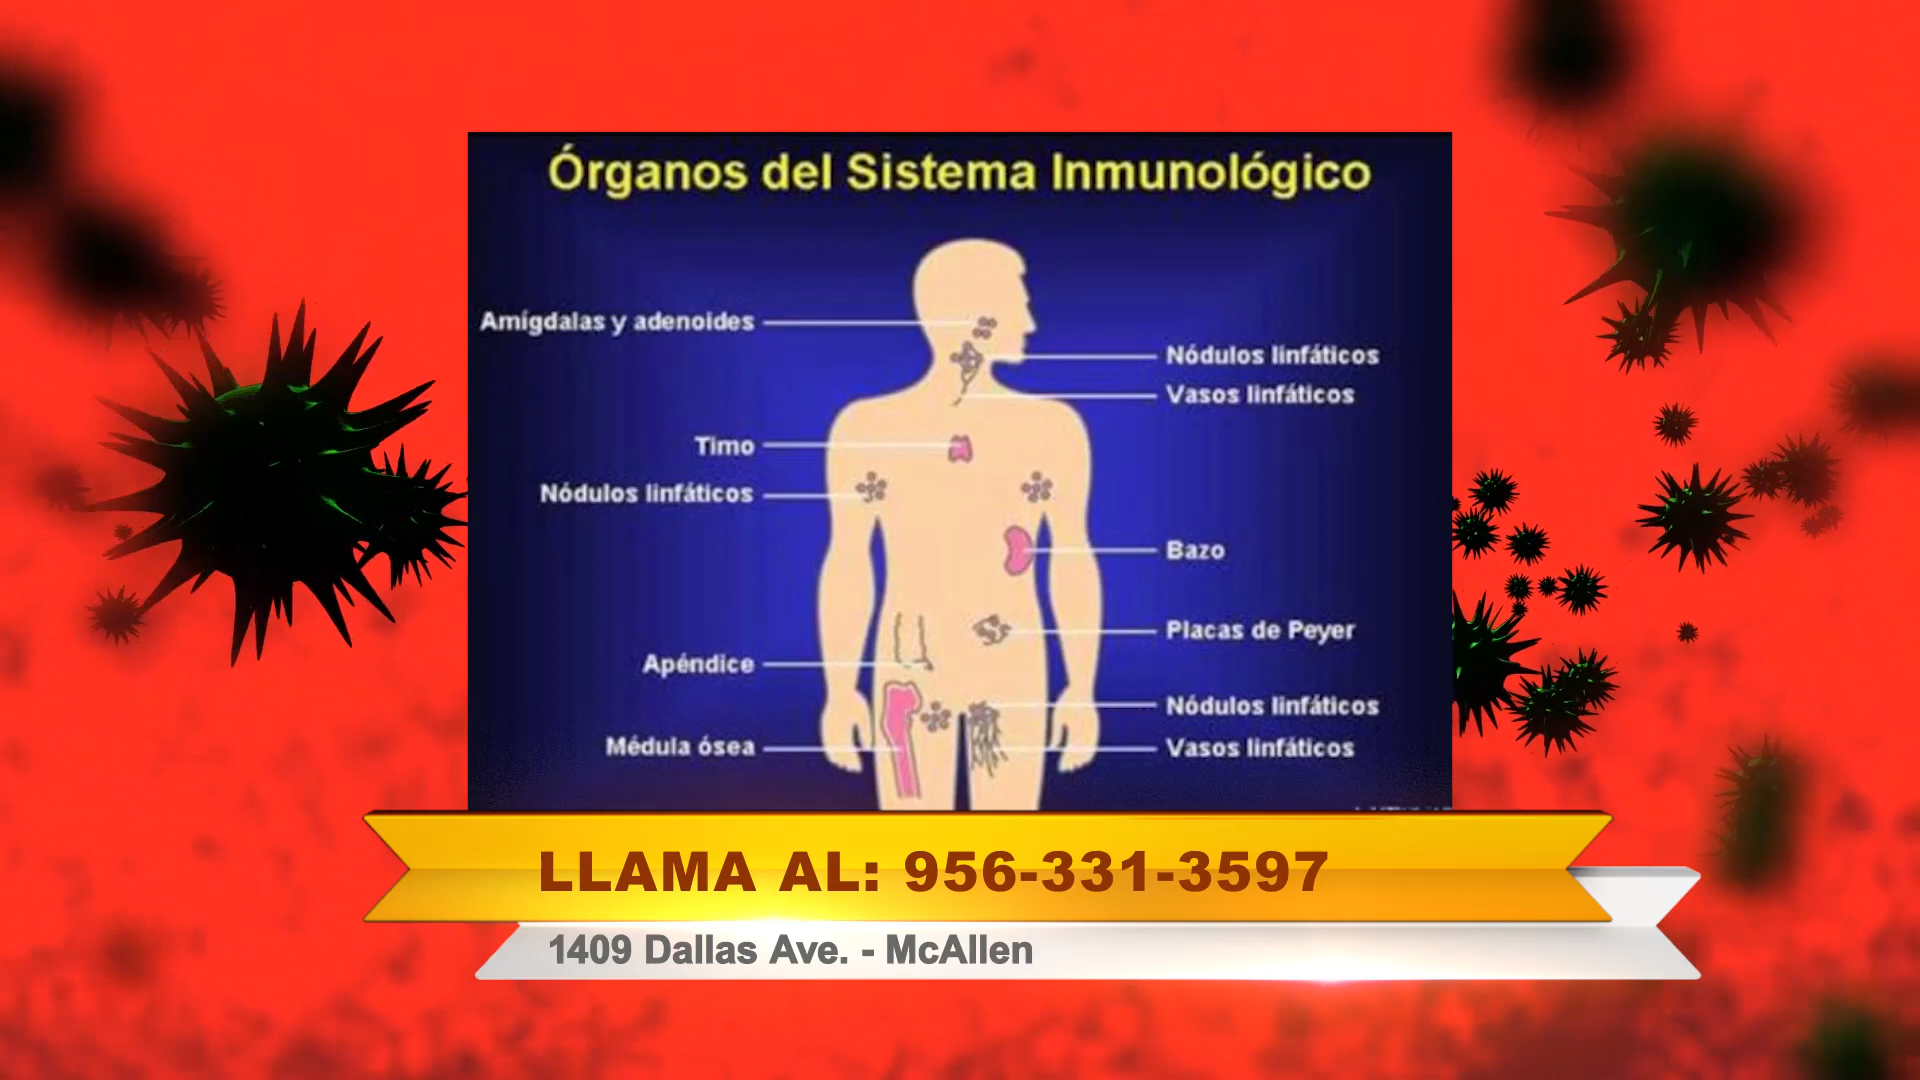 Órganos del Sistema Inmunológico
Amígdalas y adenoides
Nódulos linfáticos
Vasos linfáticos
Timo
Nódulos linfáticos
Bazo
Placas de Peyer
Apéndice
Nódulos linfáticos
Médula ósea
Vasos linfáticos
LLAMA AL: 956-331-3597
1409 Dallas Ave. - McAllen